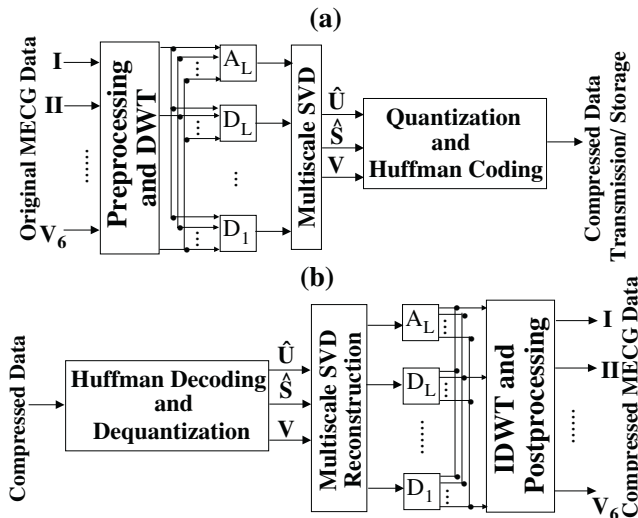 (a)
Original MECG Data
I
II
......
V6
Preprocessing
and DWT
AL
DL
...
D1
Multiscale SVD
Û
Ŝ
V
Quantization
and
Huffman Coding
Compressed Data
Transmission/ Storage
(b)
Compressed Data
Huffman Decoding
and
Dequantization
Û
Ŝ
V
Multiscale SVD
Reconstruction
AL
DL
......
D1
IDWT and
Postprocessing
I
II
......
V6
Compressed MECG Data